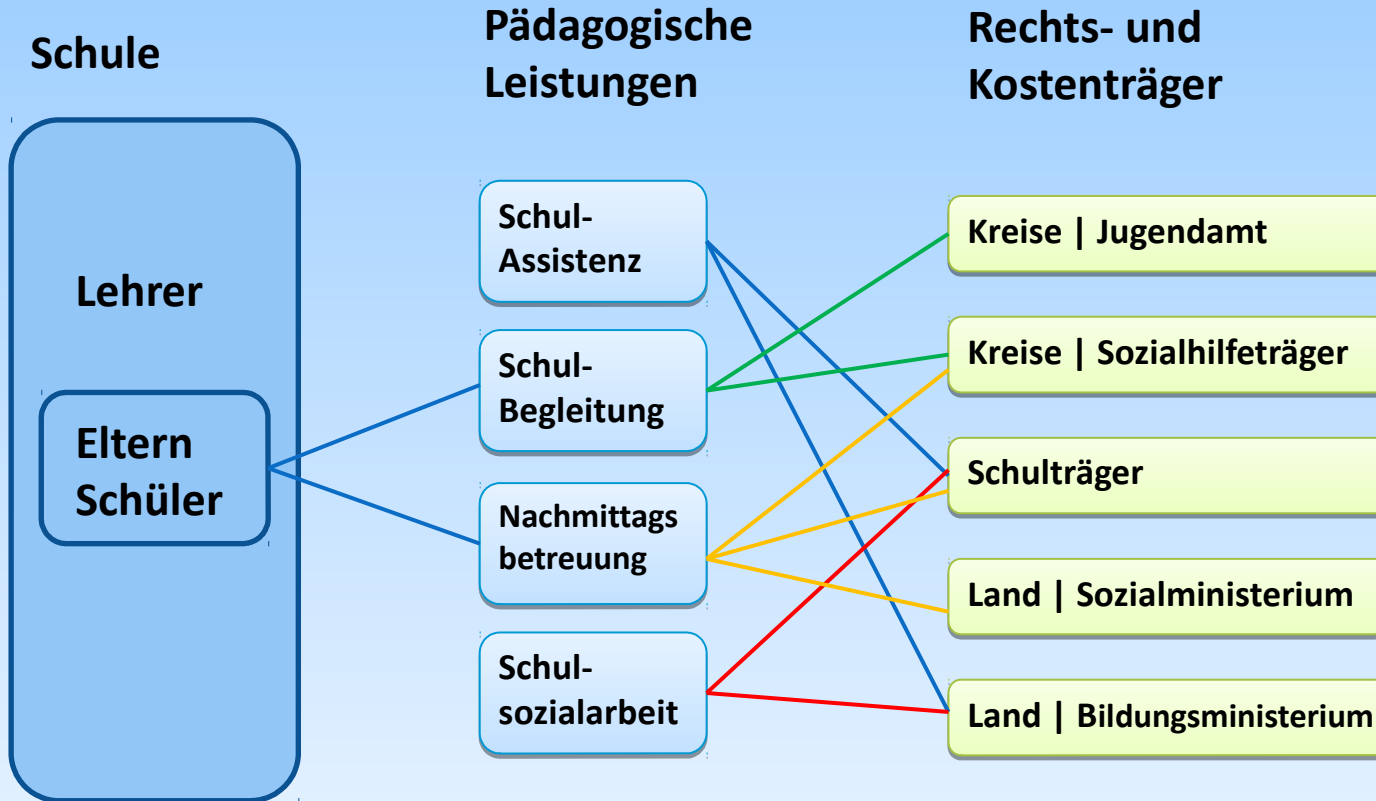 Schule
Lehrer
Eltern
Schüler
Pädagogische
Leistungen
Schul-
Assistenz
Schul-
Begleitung
Nachmittags
betreuung
Schul-
sozialarbeit
Rechts- und
Kostenträger
Kreise | Jugendamt
Kreise | Sozialhilfeträger
Schulträger
Land | Sozialministerium
Land | Bildungsministerium